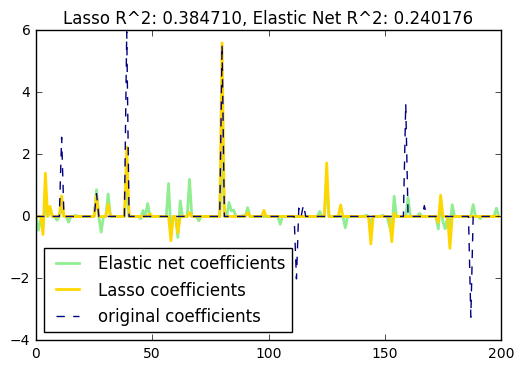 Lasso R^2: 0.384710, Elastic Net R^2: 0.240176
6
4
2
0
−2
−4
Elastic net coefficients
Lasso coefficients
original coefficients
0 50 100 150 200